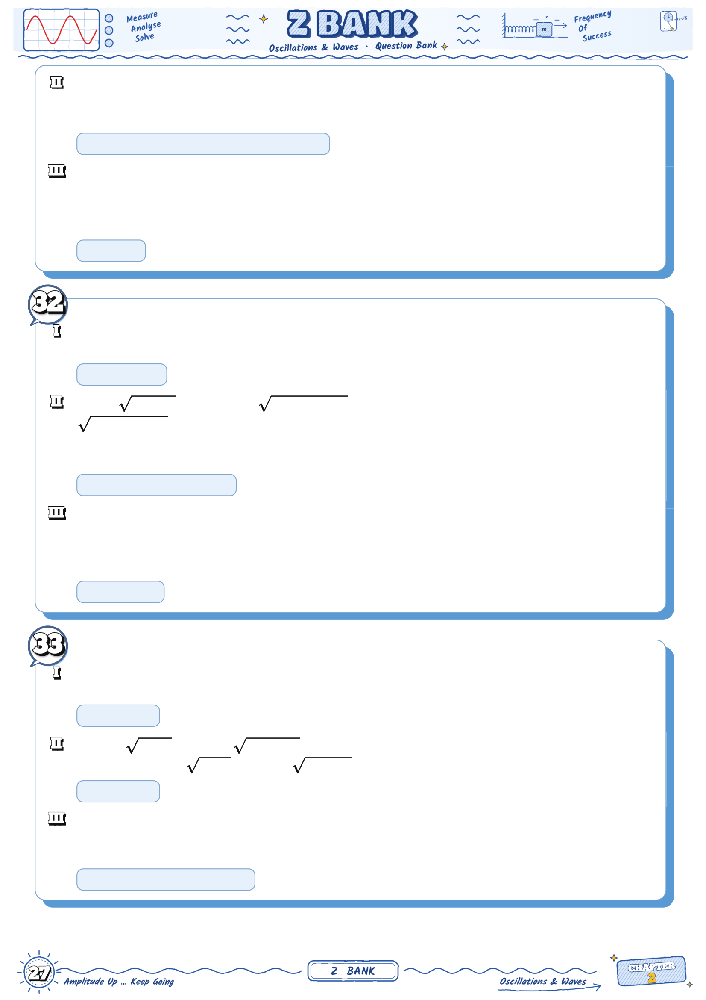 Measure
Analyse
Solve
Z BANK
Oscillations & Waves · Question Bank
x
m
Frequency
Of
Success
II
III
32
I
II
√
√
√
III
33
I
II
√
√
√
√
III
27
Amplitude Up ... Keep Going
Z BANK
Oscillations & Waves
CHAPTER
2